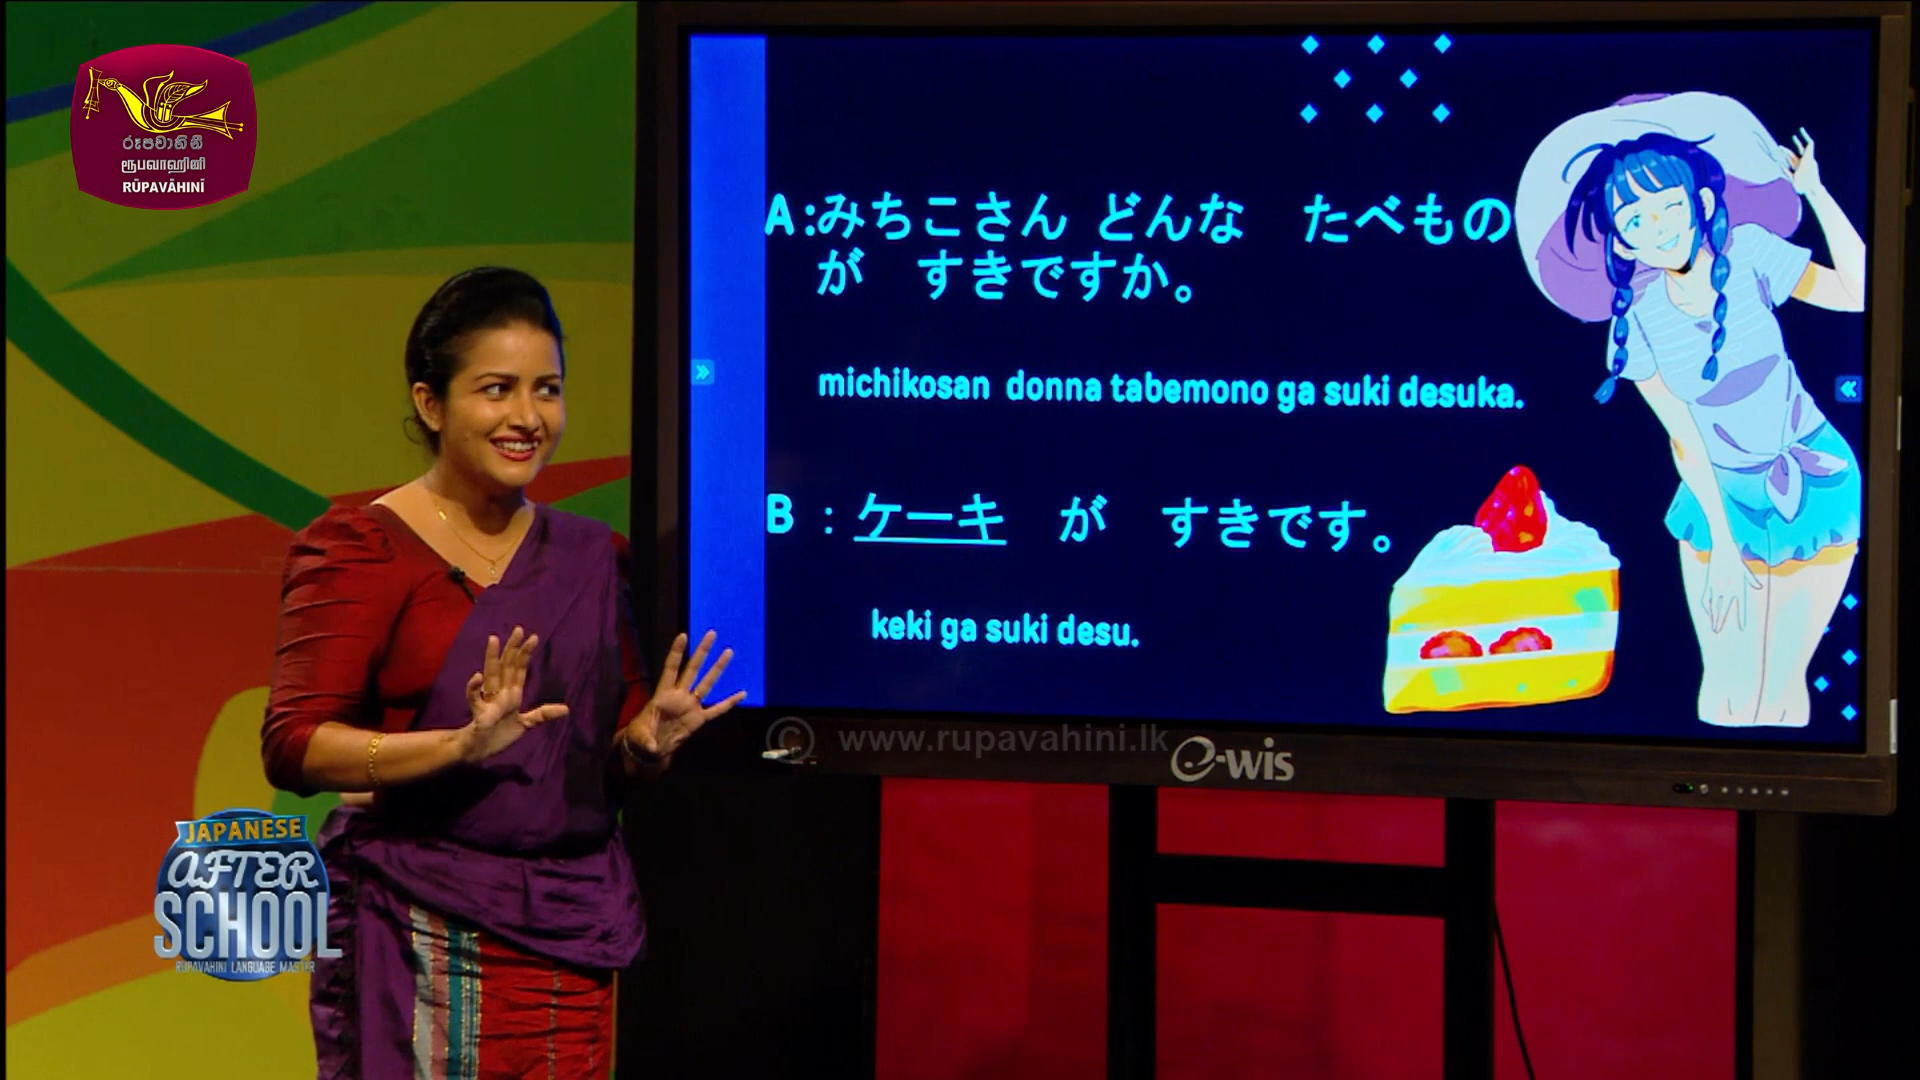 රූපවාහිනී
ரூபவாஹினி
RŪPAVĀHINĪ
A:みちこさん どんな たべもの
が すきですか。
michikosan donna tabemono ga suki desuka.
B : ケーキ が すきです。
keki ga suki desu.
© www.rupavahini.lk
e-wis
JAPANESE
AFTER
SCHOOL
RUPAVAHINI LANGUAGE MASTER